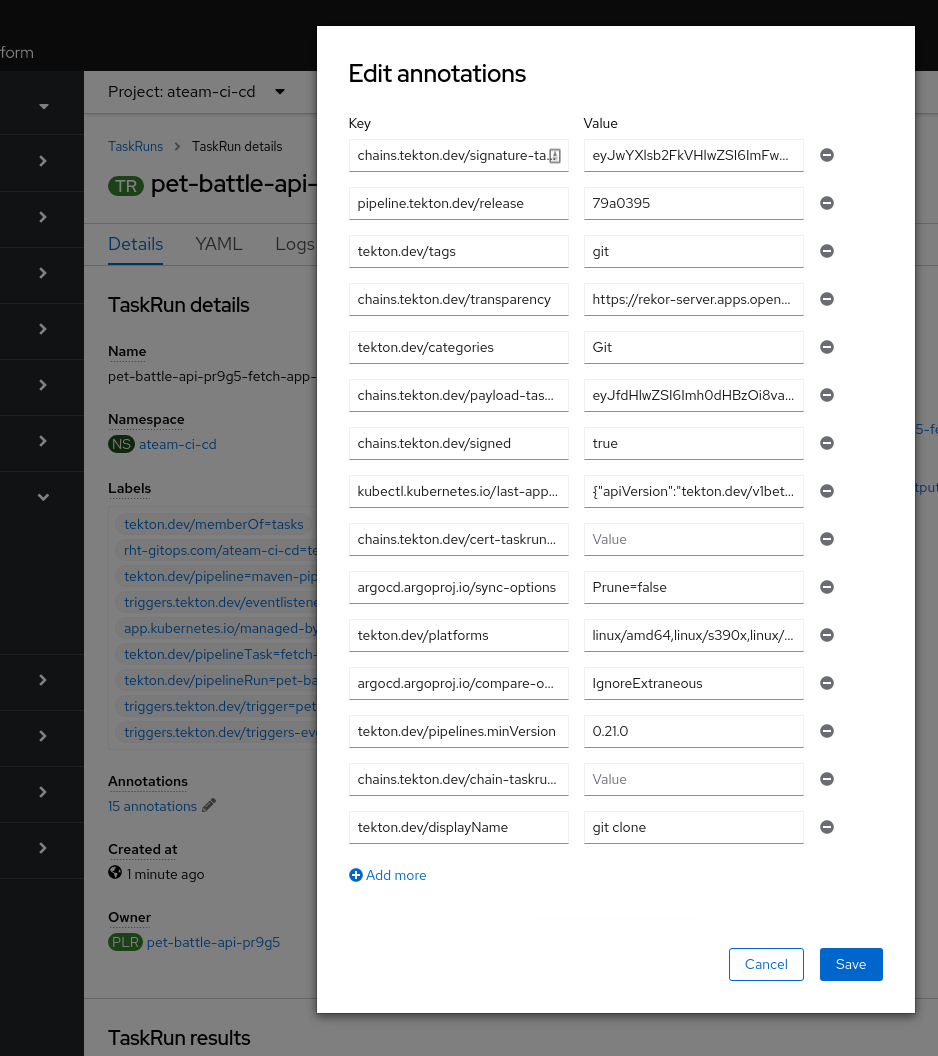 form
Project: ateam-ci-cd
TaskRuns
TaskRun details
TR pet-battle-api-
Details YAML Logs
TaskRun details
Name
pet-battle-api-pr9g5-fetch-app-
Namespace
NS ateam-ci-cd
Labels
tekton.dev/memberOf=tasks
rht-gitops.com/ateam-ci-cd=te
tekton.dev/pipeline=maven-pip
triggers.tekton.dev/eventlistene
app.kubernetes.io/managed-by
tekton.dev/pipelineTask=fetch-
tekton.dev/pipelineRun=pet-ba
triggers.tekton.dev/trigger=pet
triggers.tekton.dev/triggers-ev
Annotations
15 annotations
Created at
1 minute ago
Owner
PLR pet-battle-api-pr9g5
TaskRun results
Edit annotations
Key Value
chains.tekton.dev/signature-ta... eyJwYXlsb2FkVHlwZSI6ImFw...
pipeline.tekton.dev/release 79a0395
tekton.dev/tags git
chains.tekton.dev/transparency https://rekor-server.apps.open...
tekton.dev/categories Git
chains.tekton.dev/payload-tas... eyJfdHlwZSI6Imh0dHBzOi8va...
chains.tekton.dev/signed true
kubectl.kubernetes.io/last-app... {"apiVersion":"tekton.dev/v1bet...
chains.tekton.dev/cert-taskrun... Value
argocd.argoproj.io/sync-options Prune=false
tekton.dev/platforms linux/amd64,linux/s390x,linux/...
argocd.argoproj.io/compare-o... IgnoreExtraneous
tekton.dev/pipelines.minVersion 0.21.0
chains.tekton.dev/chain-taskru... Value
tekton.dev/displayName git clone
Add more
Cancel Save
5-fe
tput